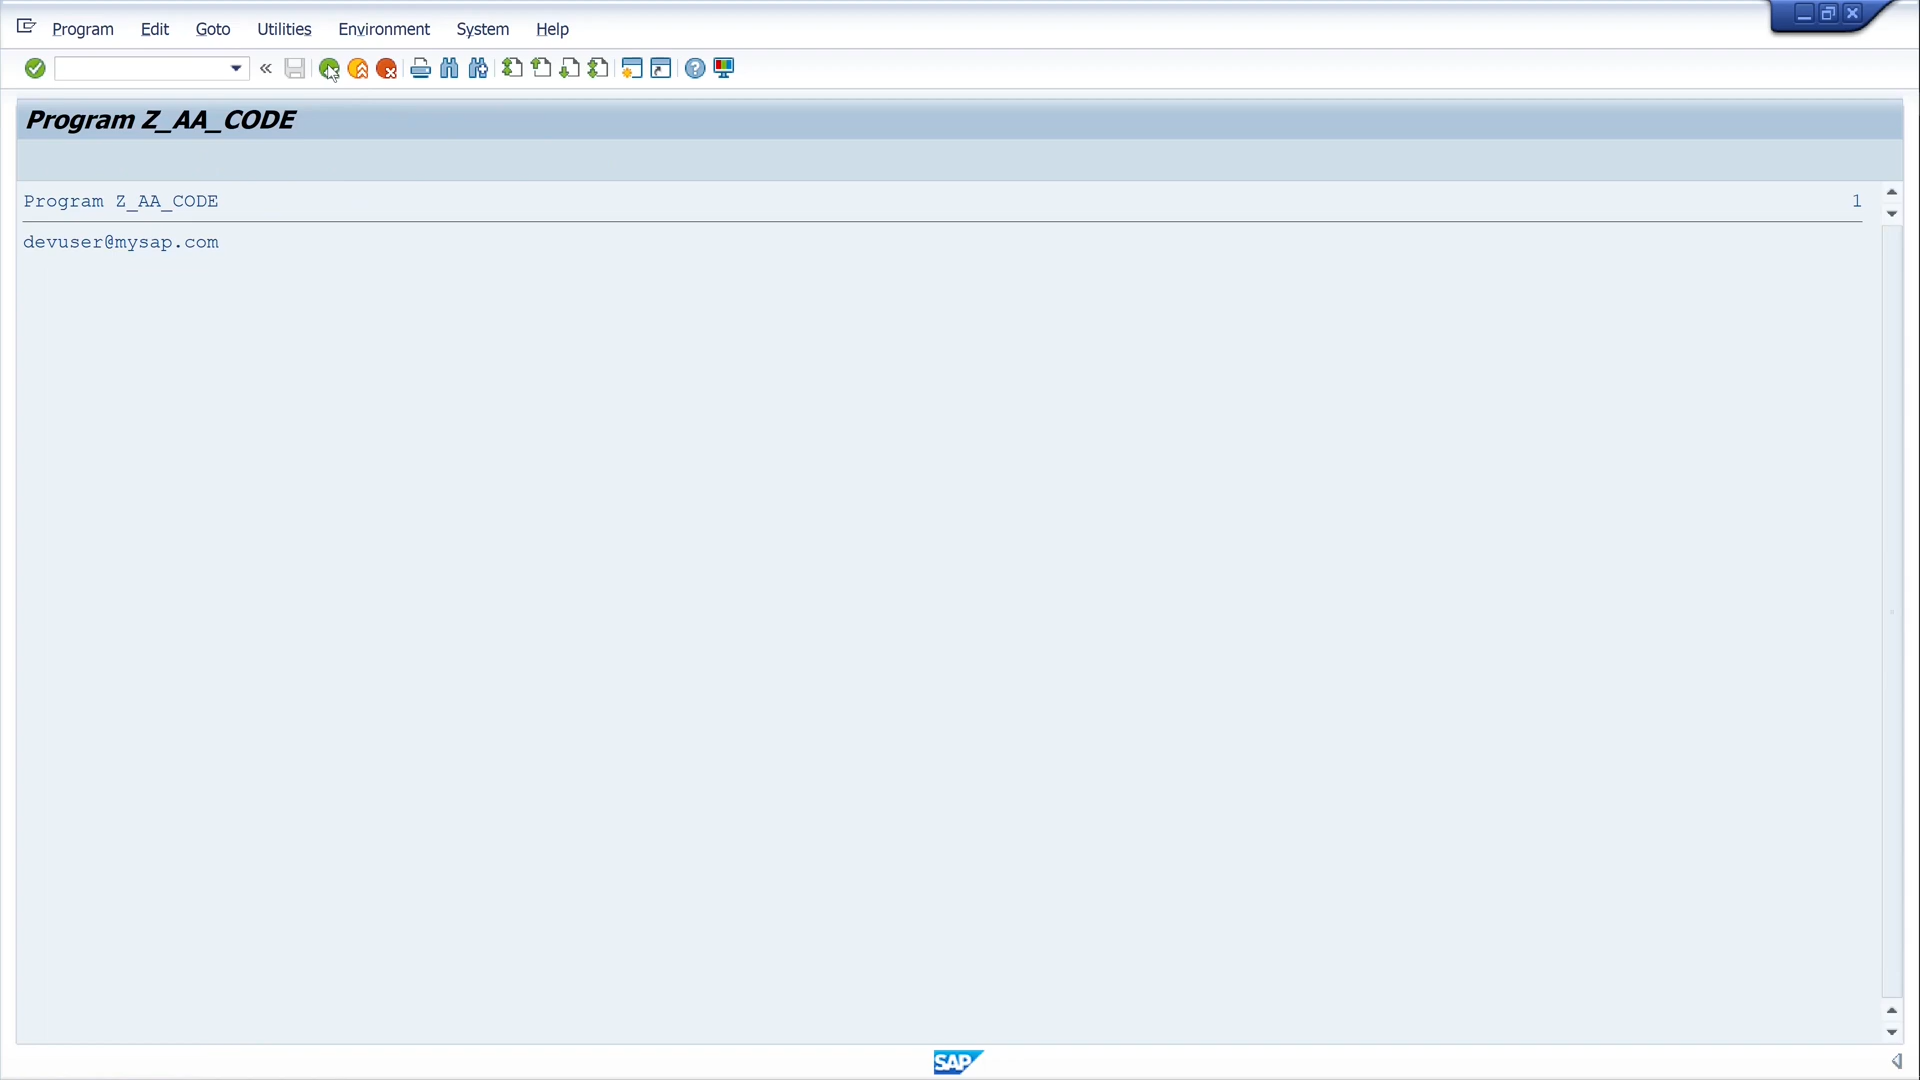 Program Edit Goto Utilities Environment System Help
Program Z_AA_CODE
Program Z_AA_CODE 1
devuser@mysap.com
SAP